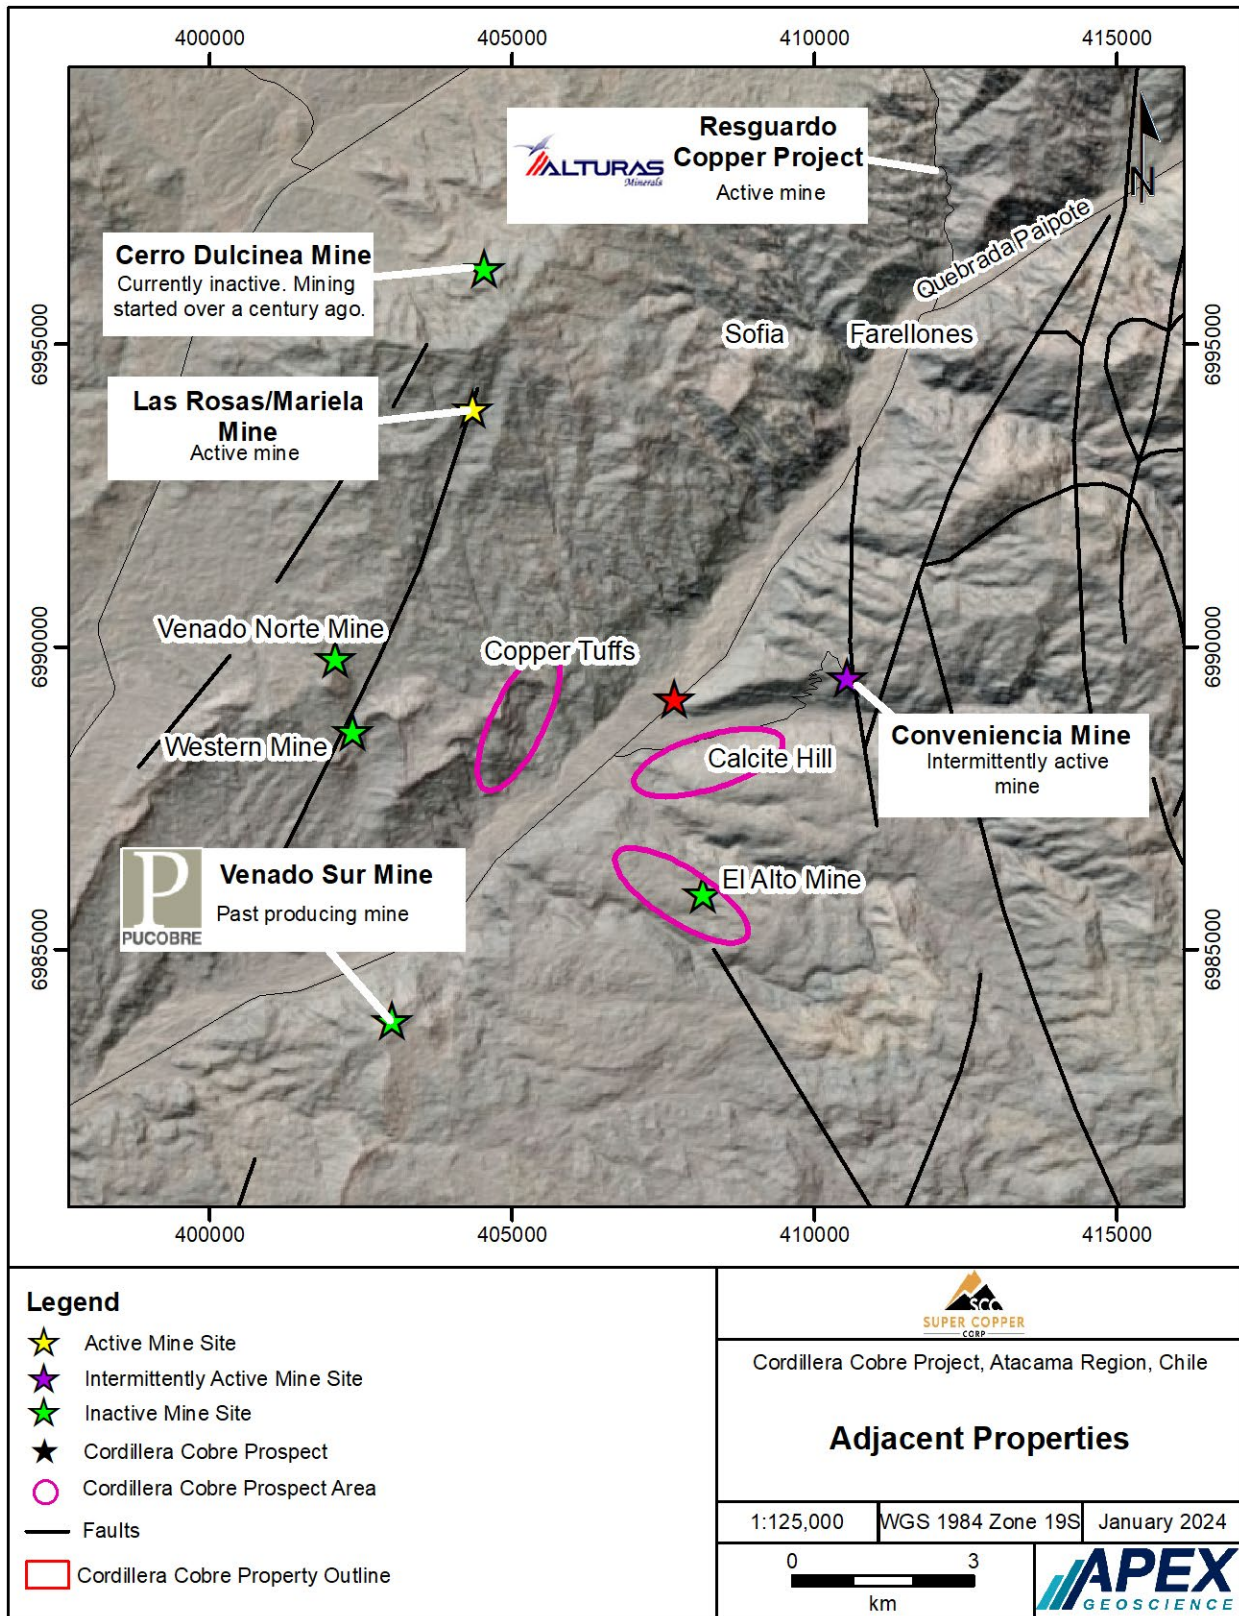 400000
405000
410000
415000
Resguardo
Copper Project
Active mine
ALTURAS
Minerals
N
Quebrada Paipote
Cerro Dulcinea Mine
Currently inactive. Mining
started over a century ago.
6995000
Sofia
Farellones
6995000
Las Rosas/Mariela
Mine
Active mine
6990000
Venado Norte Mine
Copper Tuffs
6990000
Western Mine
Calcite Hill
Conveniencia Mine
Intermittently active
mine
P
PUCOBRE
Venado Sur Mine
Past producing mine
El Alto Mine
6985000
6985000
400000
405000
410000
415000
Legend
Active Mine Site
Intermittently Active Mine Site
Inactive Mine Site
Cordillera Cobre Prospect
Cordillera Cobre Prospect Area
Faults
Cordillera Cobre Property Outline
SCC
SUPER COPPER
CORP
Cordillera Cobre Project, Atacama Region, Chile
Adjacent Properties
1:125,000
WGS 1984 Zone 19S
January 2024
0 3
km
APEX
GEOSCIENCE